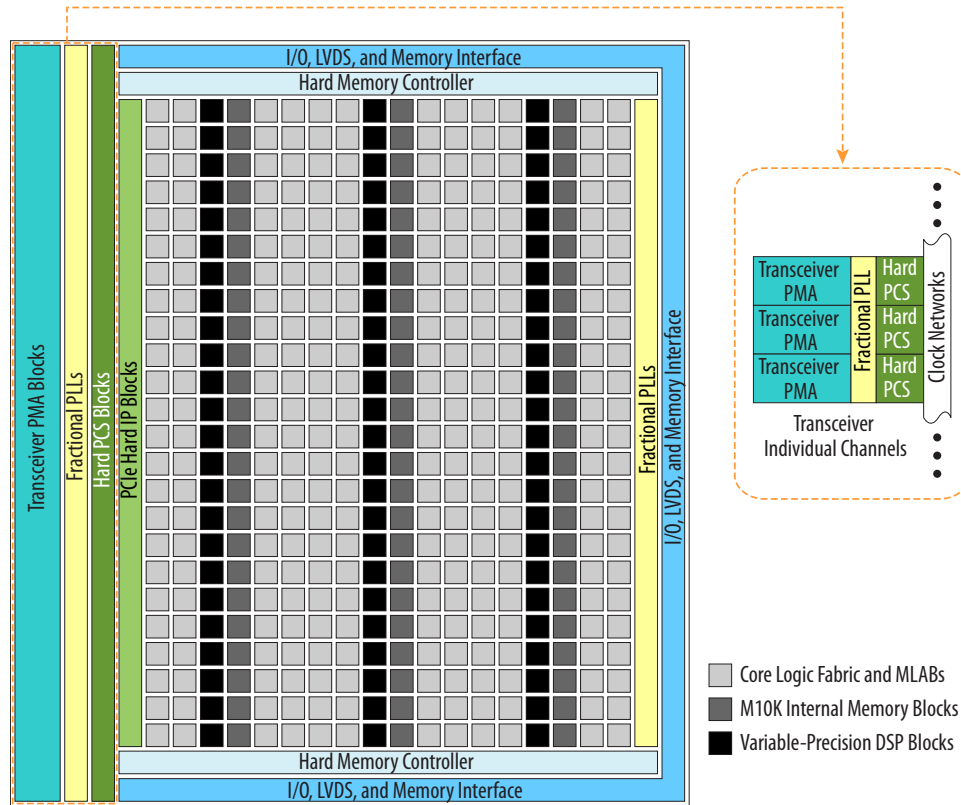 I/O, LVDS, and Memory Interface
Hard Memory Controller
Transceiver PMA Blocks
Fractional PLLs
Hard PCS Blocks
PCIe Hard IP Blocks
Fractional PLLs
I/O, LVDS, and Memory Interface
Hard Memory Controller
I/O, LVDS, and Memory Interface
Transceiver
PMA
Transceiver
PMA
Transceiver
PMA
Fractional PLL
Hard
PCS
Hard
PCS
Hard
PCS
Clock Networks
Transceiver
Individual Channels
Core Logic Fabric and MLABs
M10K Internal Memory Blocks
Variable-Precision DSP Blocks